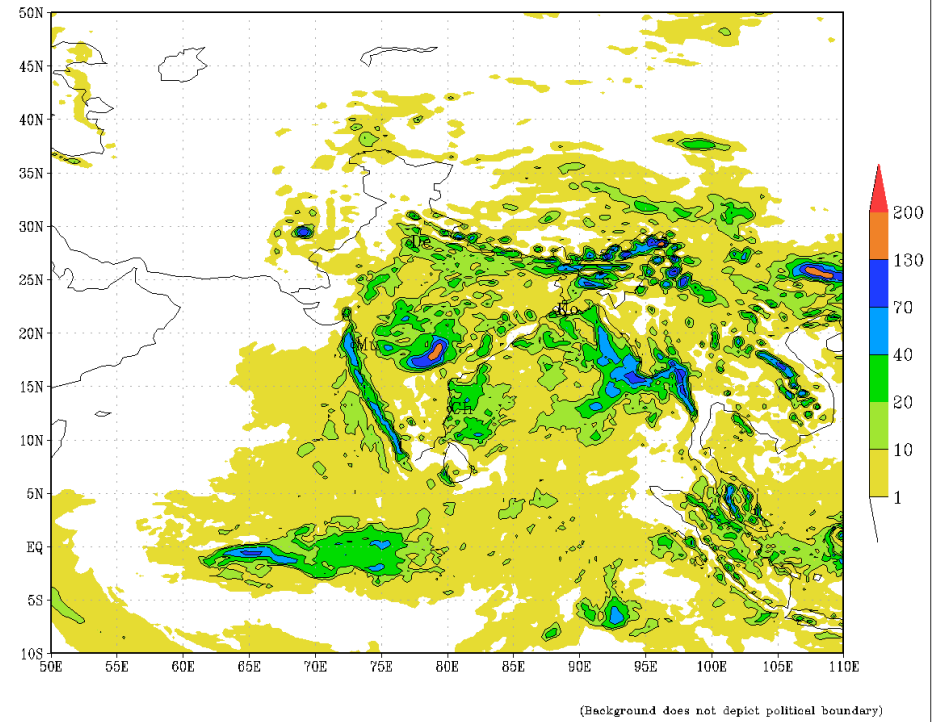 50N
45N
40N
35N
30N
25N
20N
15N
10N
5N
EQ
5S
10S
50E 55E 60E 65E 70E 75E 80E 85E 90E 95E 100E 105E 110E
De
Ko
Mu
Ch
200
130
70
40
20
10
1
(Background does not depict political boundary)